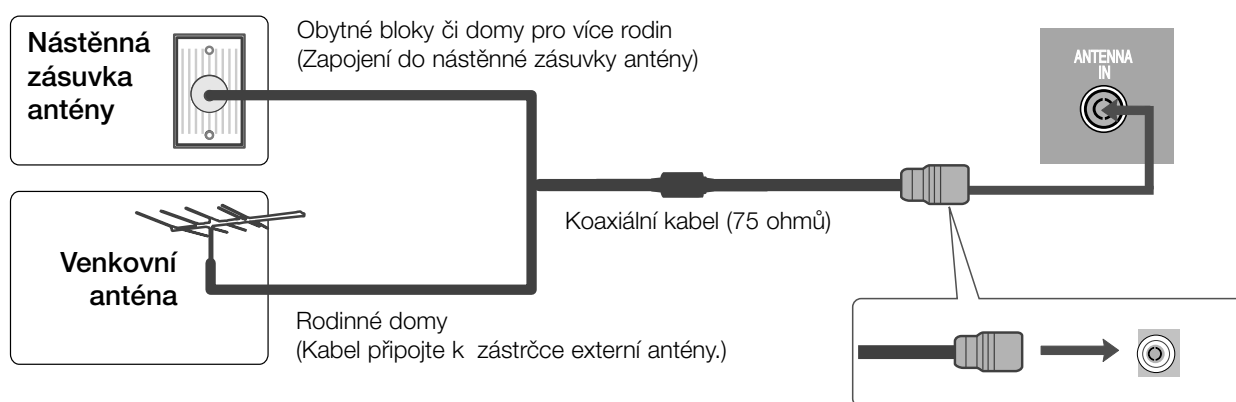 Nástěnná
zásuvka
antény
Obytné bloky či domy pro více rodin
(Zapojení do nástěnné zásuvky antény)
ANTENNA
IN
Koaxiální kabel (75 ohmů)
Venkovní
anténa
Rodinné domy
(Kabel připojte k zástrčce externí antény.)